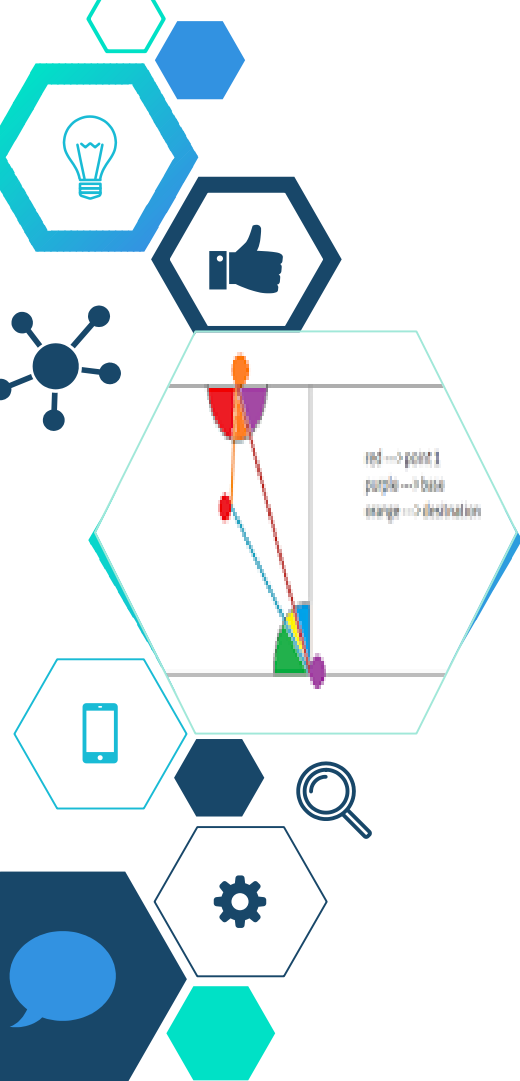 red ---> point 1
purple ---> base
orange ---> destination